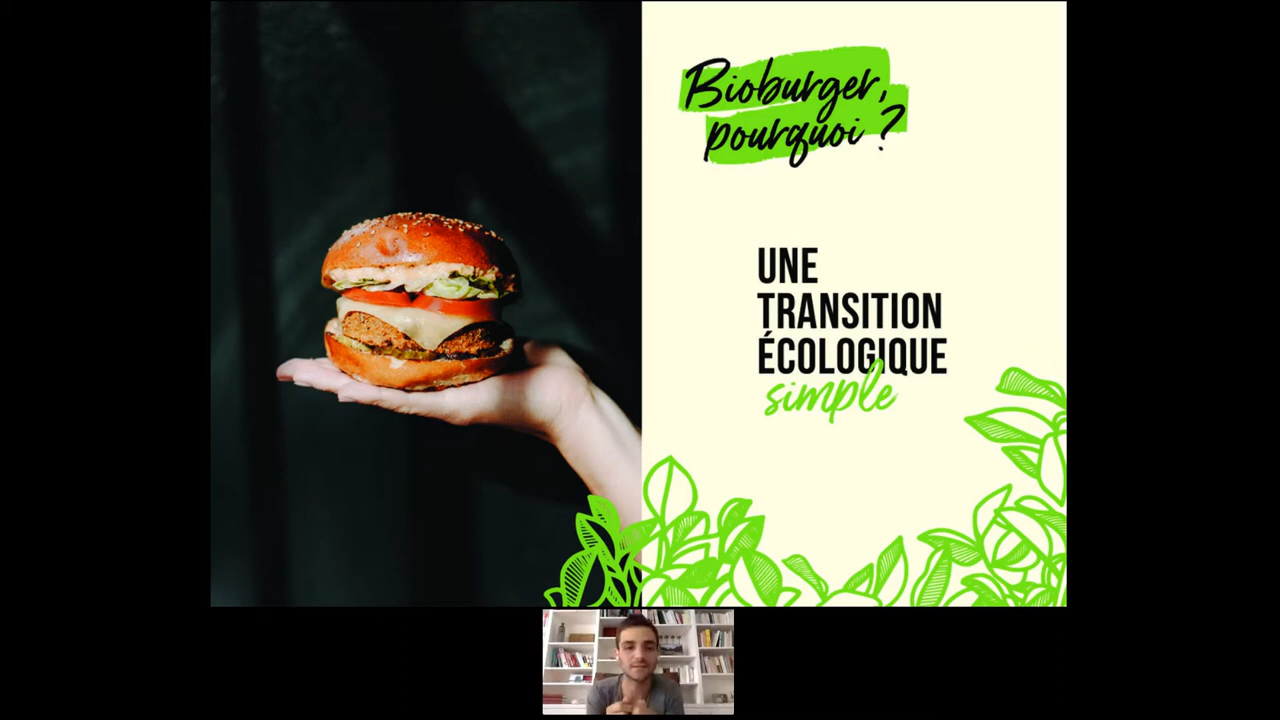 Bioburger,
pourquoi ?
UNE
TRANSITION
ÉCOLOGIQUE
simple